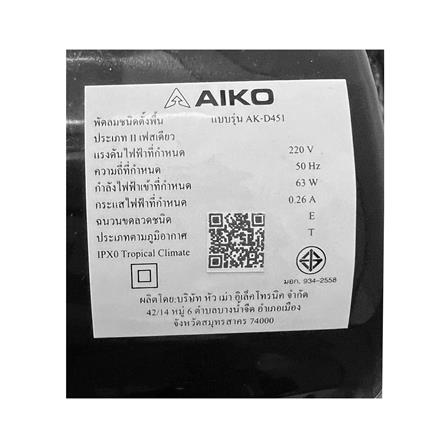 AIKO
พัดลมชนิดตั้งพื้น แบบรุ่น AK-D451
ประเภท II เฟสเดียว
แรงดันไฟฟ้าที่กำหนด 220 V
ความถี่ที่กำหนด 50 Hz
กำลังไฟฟ้าเข้าที่กำหนด 63 W
กระแสไฟฟ้าที่กำหนด 0.26 A
ฉนวนขดลวดชนิด E
ประเภทตามภูมิอากาศ T
IPX0 Tropical Climate
มอก. 934-2558
ผลิตโดย:บริษัท หัว เม่า อิเล็คโทรนิค จำกัด
42/14 หมู่ 6 ตำบลบางน้ำจืด อำเภอเมือง
จังหวัดสมุทรสาคร 74000